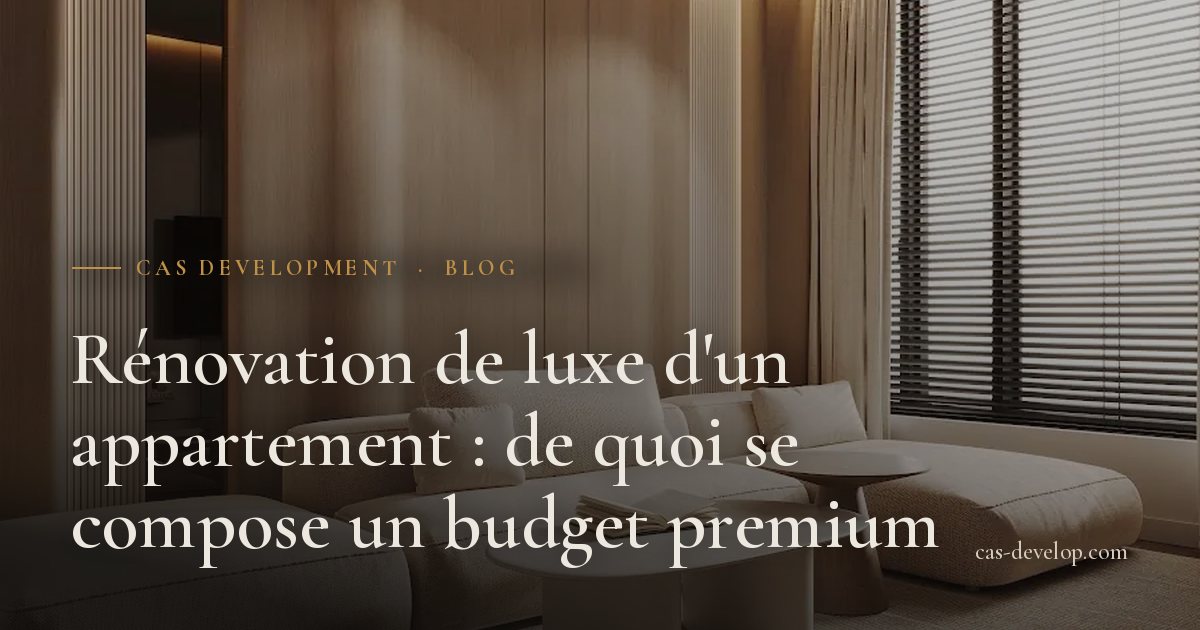 CAS DEVELOPMENT · BLOG
Rénovation de luxe d'un
appartement : de quoi se
compose un budget premium
cas-develop.com